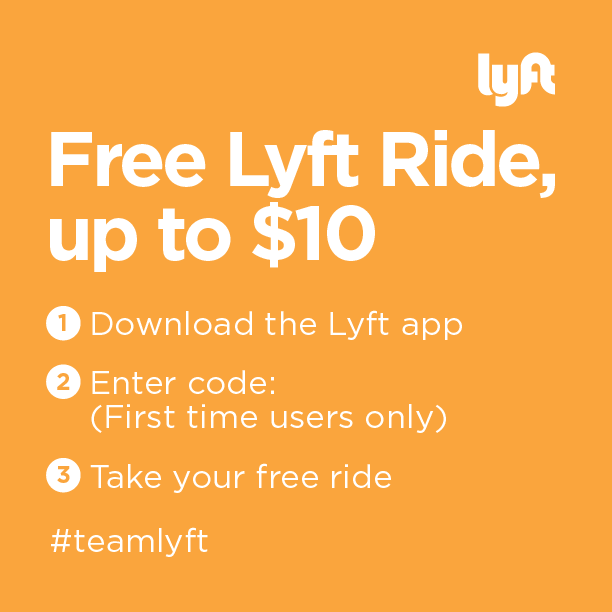 lyft
Free Lyft Ride,
up to $10
1 Download the Lyft app
2 Enter code:
(First time users only)
3 Take your free ride
#teamlyft